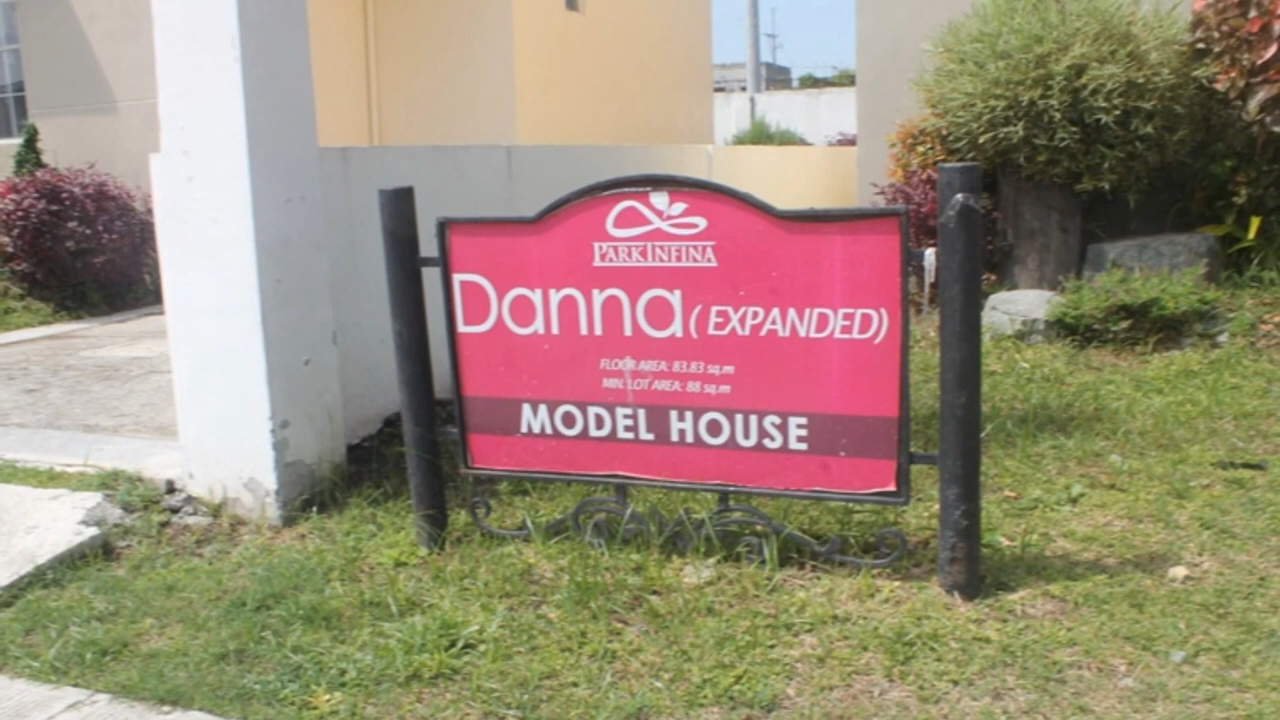 PARKINFINA
Danna (EXPANDED)
FLOOR AREA: 83.83 sq.m
MIN. LOT AREA: 88 sq.m
MODEL HOUSE